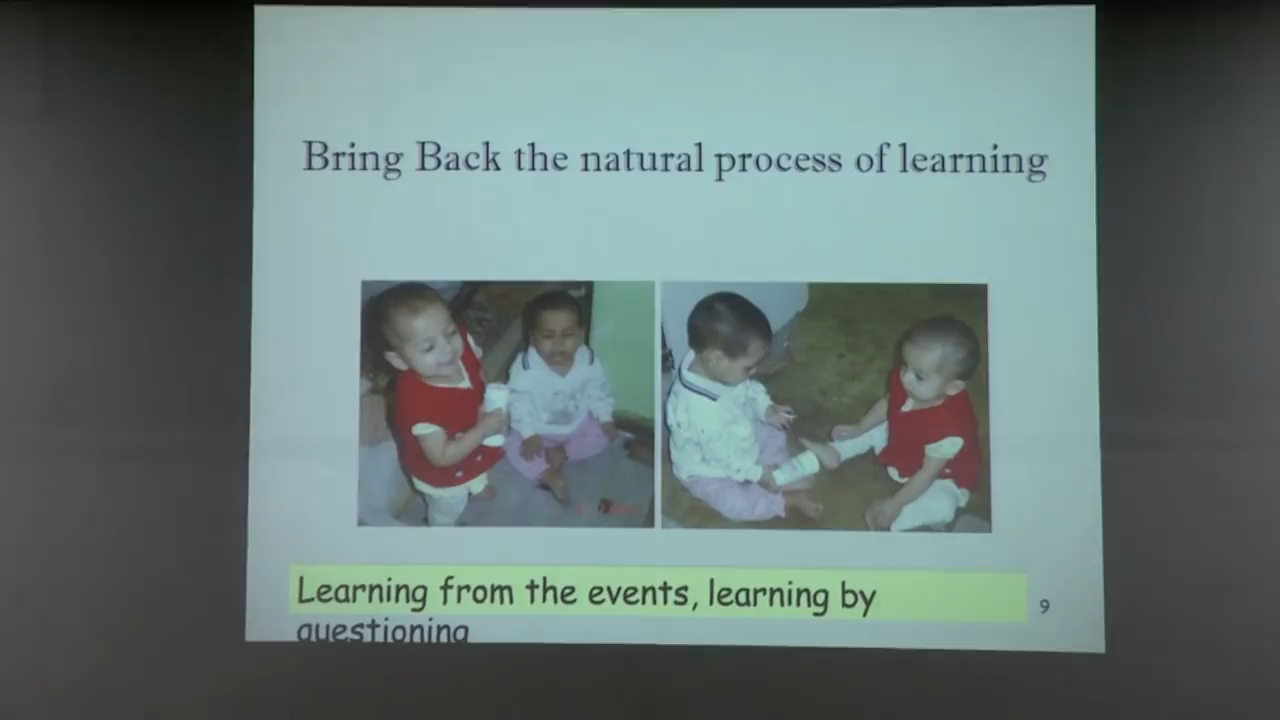 Bring Back the natural process of learning
Learning from the events, learning by
questioning
9